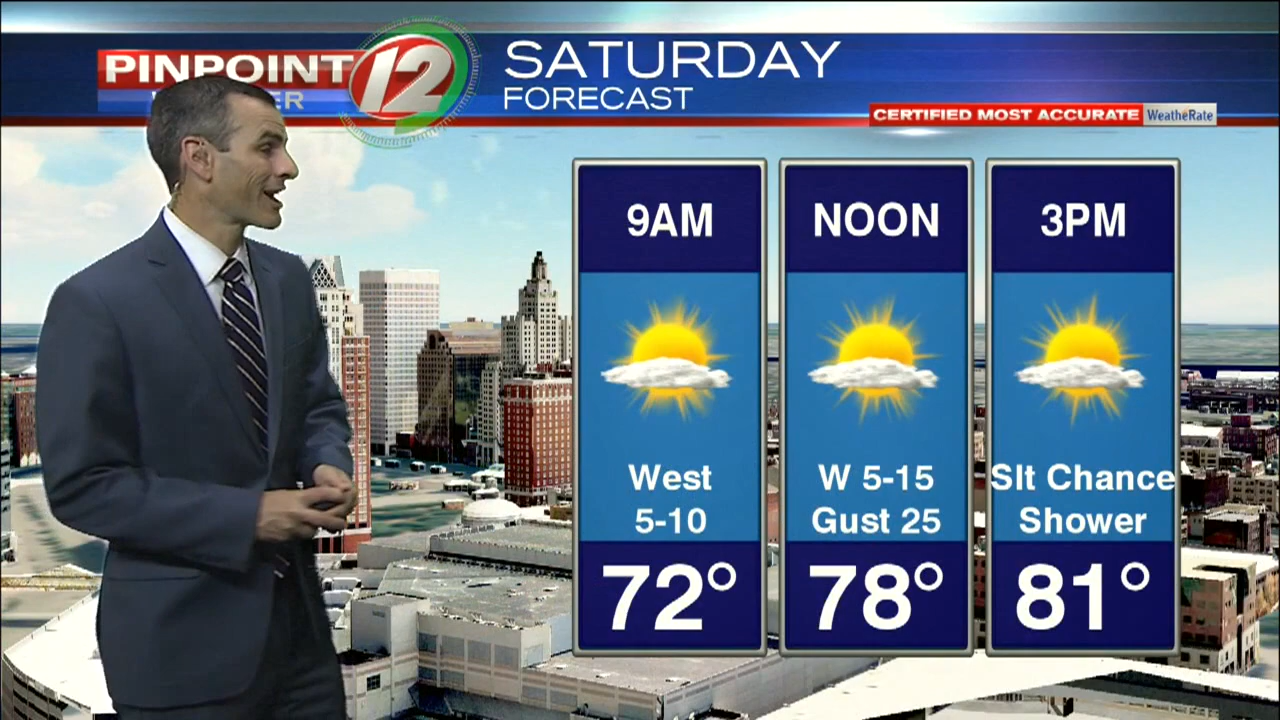 PINPOINT 12
SATURDAY
FORECAST
CERTIFIED MOST ACCURATE WeatheRate
9AM
West
5-10
72°
NOON
W 5-15
Gust 25
78°
3PM
Slt Chance
Shower
81°